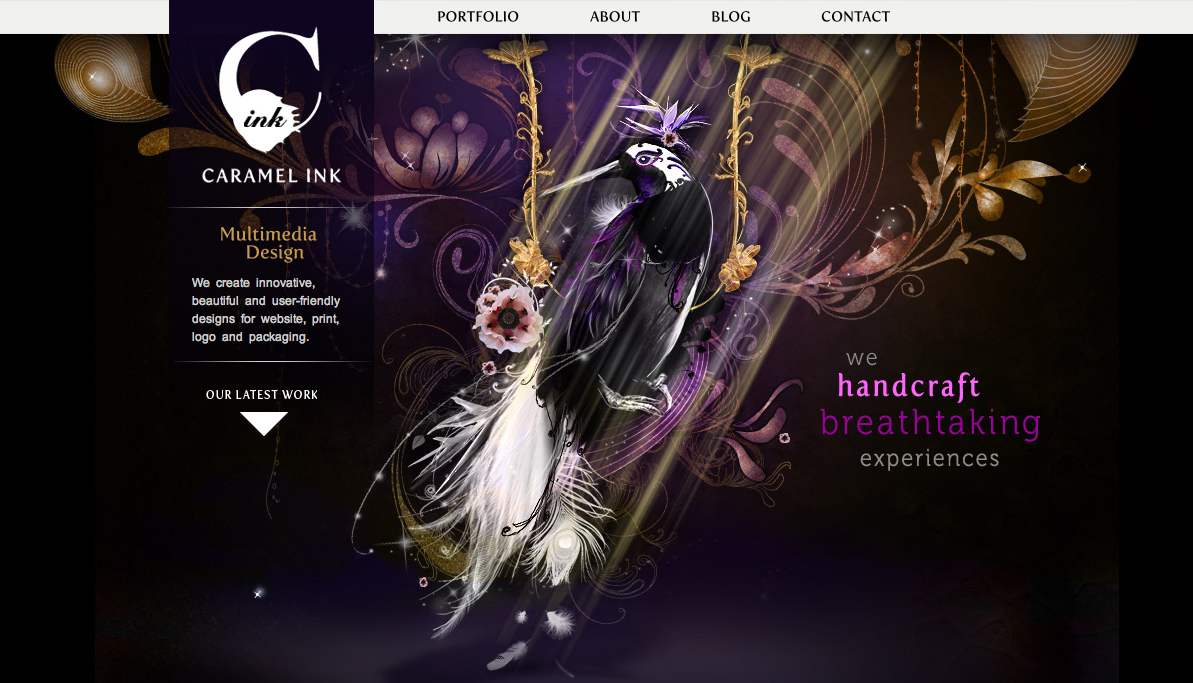 PORTFOLIO ABOUT BLOG CONTACT
C
ink
CARAMEL INK
Multimedia
Design
We create innovative,
beautiful and user-friendly
designs for website, print,
logo and packaging.
OUR LATEST WORK
we
handcraft
breathtaking
experiences